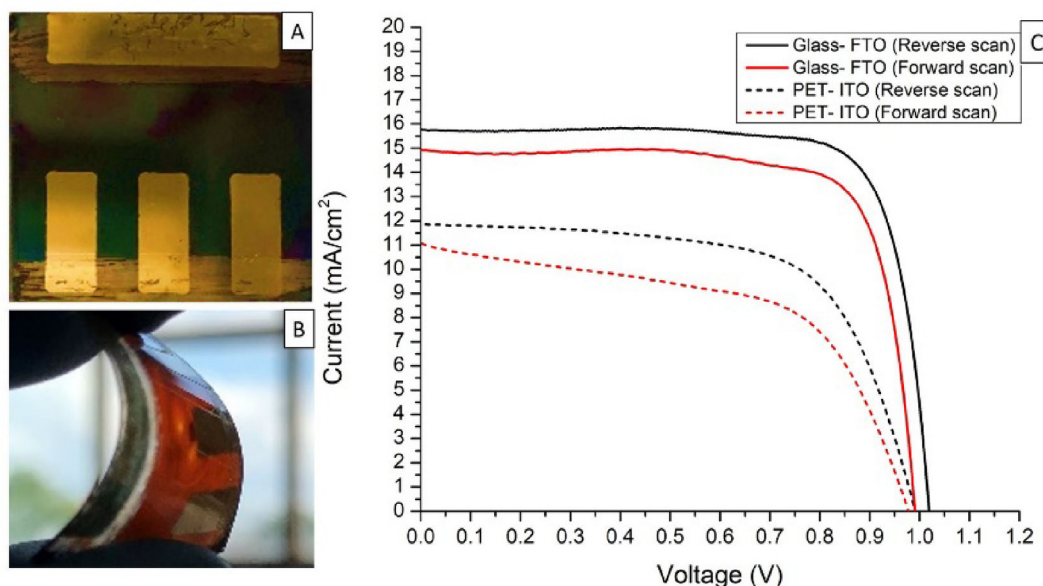 A
B
C
Glass- FTO (Reverse scan)
Glass- FTO (Forward scan)
PET- ITO (Reverse scan)
PET- ITO (Forward scan)
Current (mA/cm²)
20
19
18
17
16
15
14
13
12
11
10
9
8
7
6
5
4
3
2
1
0
0.0 0.1 0.2 0.3 0.4 0.5 0.6 0.7 0.8 0.9 1.0 1.1 1.2
Voltage (V)